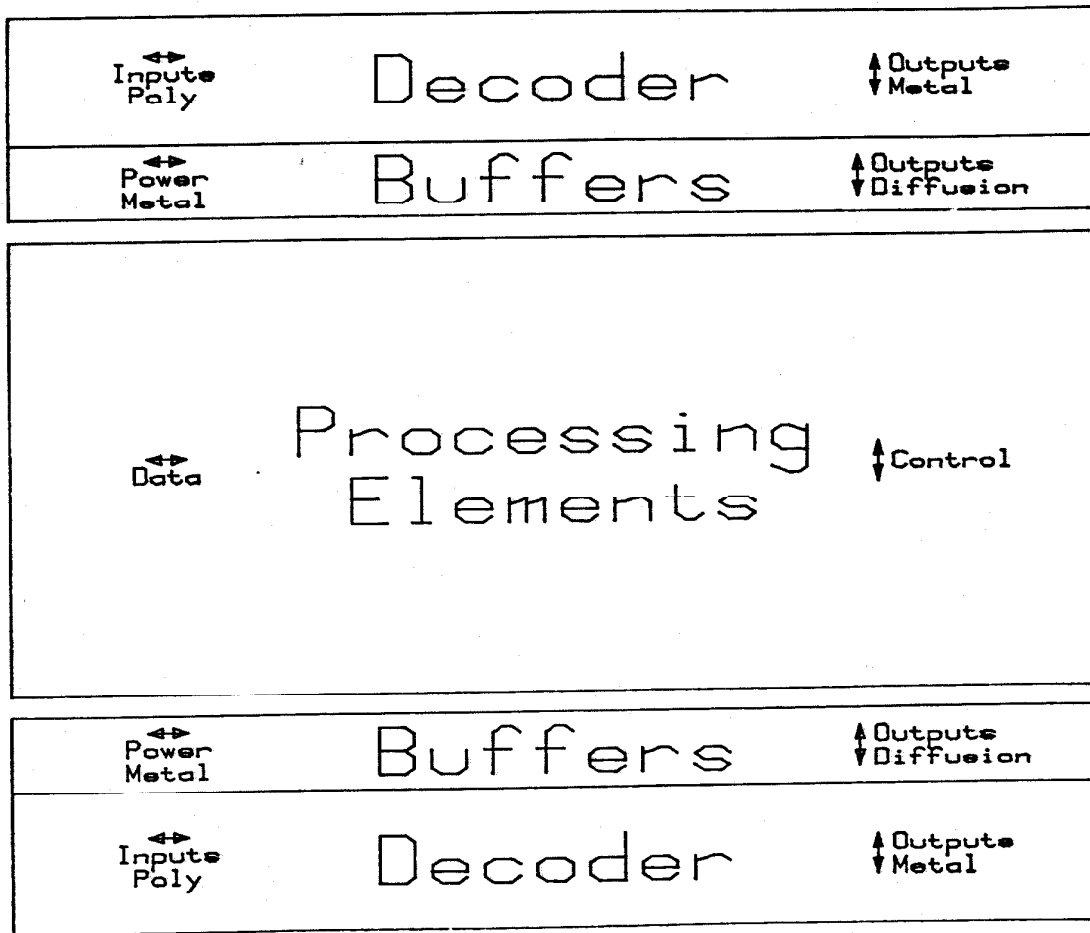 Inputs
Poly
Decoder
Outputs
Metal
Power
Metal
Buffers
Outputs
Diffusion
Data
Processing
Elements
Control
Power
Metal
Buffers
Outputs
Diffusion
Inputs
Poly
Decoder
Outputs
Metal